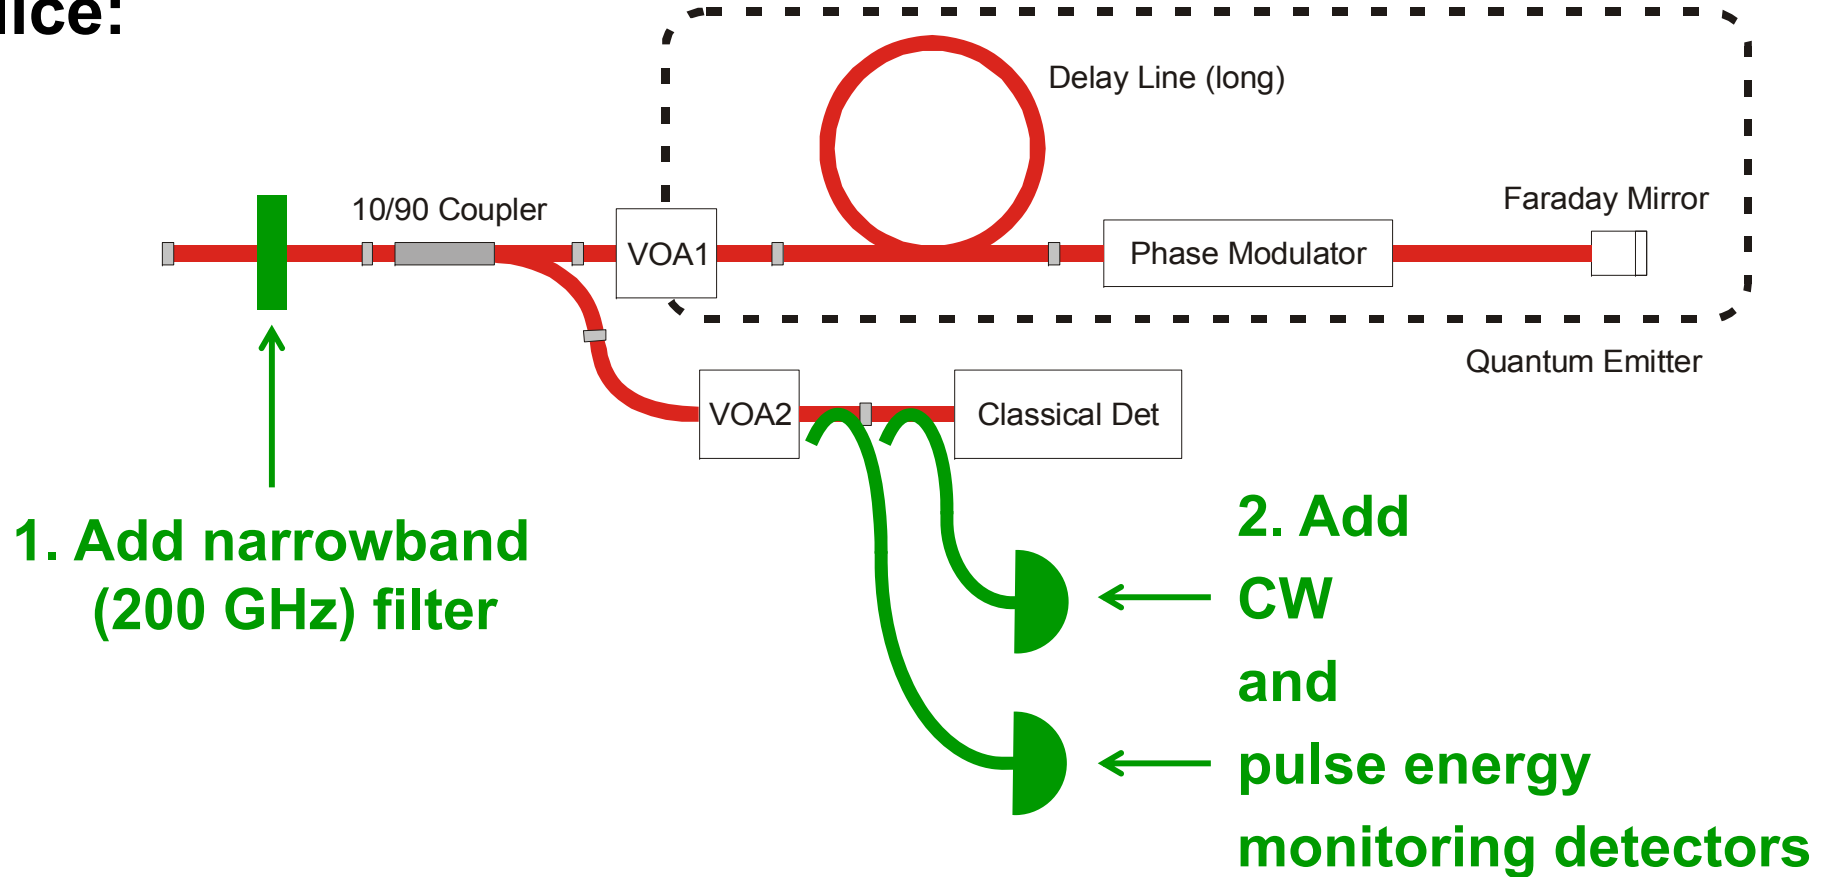 Delay Line (long)
10/90 Coupler
Faraday Mirror
VOA1
Phase Modulator
Quantum Emitter
VOA2
Classical Det
1. Add narrowband
(200 GHz) filter
2. Add
CW
and
pulse energy
monitoring detectors